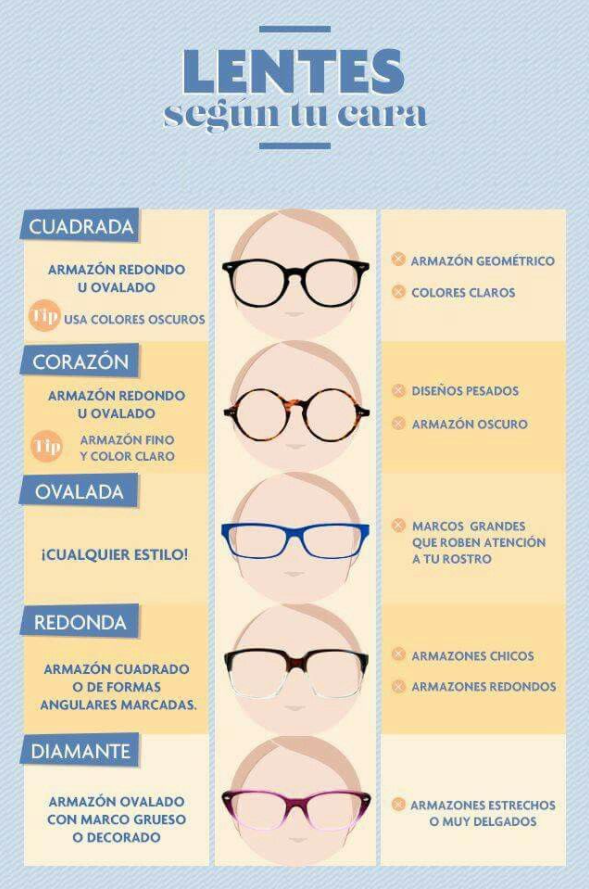 LENTES
según tu cara
CUADRADA
ARMAZÓN REDONDO
U OVALADO
Tip USA COLORES OSCUROS
ARMAZÓN GEOMÉTRICO
COLORES CLAROS
CORAZÓN
ARMAZÓN REDONDO
U OVALADO
Tip ARMAZÓN FINO
Y COLOR CLARO
DISEÑOS PESADOS
ARMAZÓN OSCURO
OVALADA
¡CUALQUIER ESTILO!
MARCOS GRANDES
QUE ROBEN ATENCIÓN
A TU ROSTRO
REDONDA
ARMAZÓN CUADRADO
O DE FORMAS
ANGULARES MARCADAS.
ARMAZONES CHICOS
ARMAZONES REDONDOS
DIAMANTE
ARMAZÓN OVALADO
CON MARCO GRUESO
O DECORADO
ARMAZONES ESTRECHOS
O MUY DELGADOS